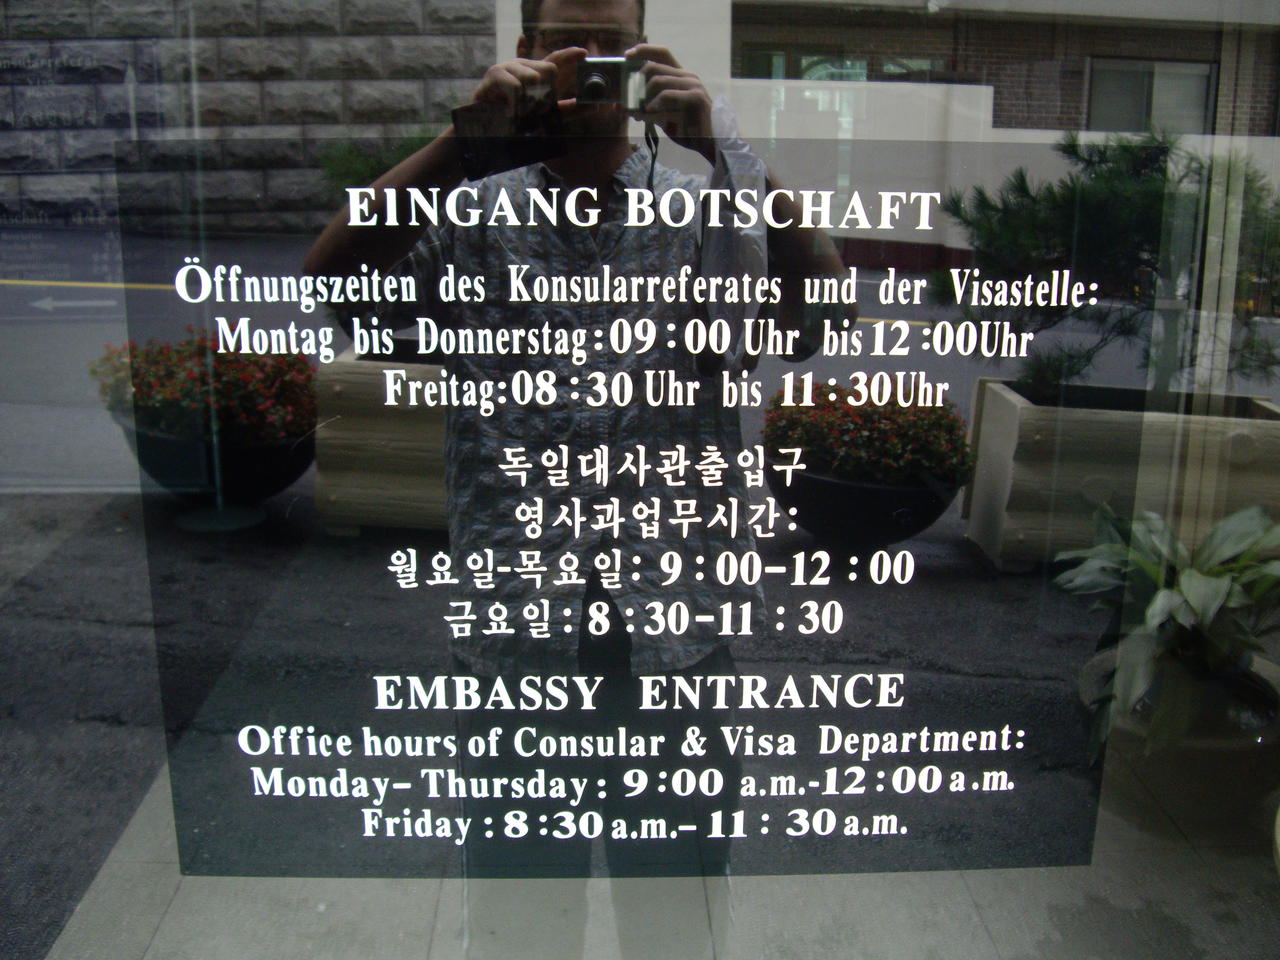 EINGANG BOTSCHAFT
Öffnungszeiten des Konsularreferates und der Visastelle:
Montag bis Donnerstag:09:00 Uhr bis 12:00Uhr
Freitag:08:30 Uhr bis 11:30Uhr
독일대사관출입구
영사과업무시간:
월요일-목요일: 9:00-12:00
금요일: 8:30-11:30
EMBASSY ENTRANCE
Office hours of Consular & Visa Department:
Monday-Thursday: 9:00 a.m.-12:00 a.m.
Friday: 8:30 a.m.-11:30 a.m.